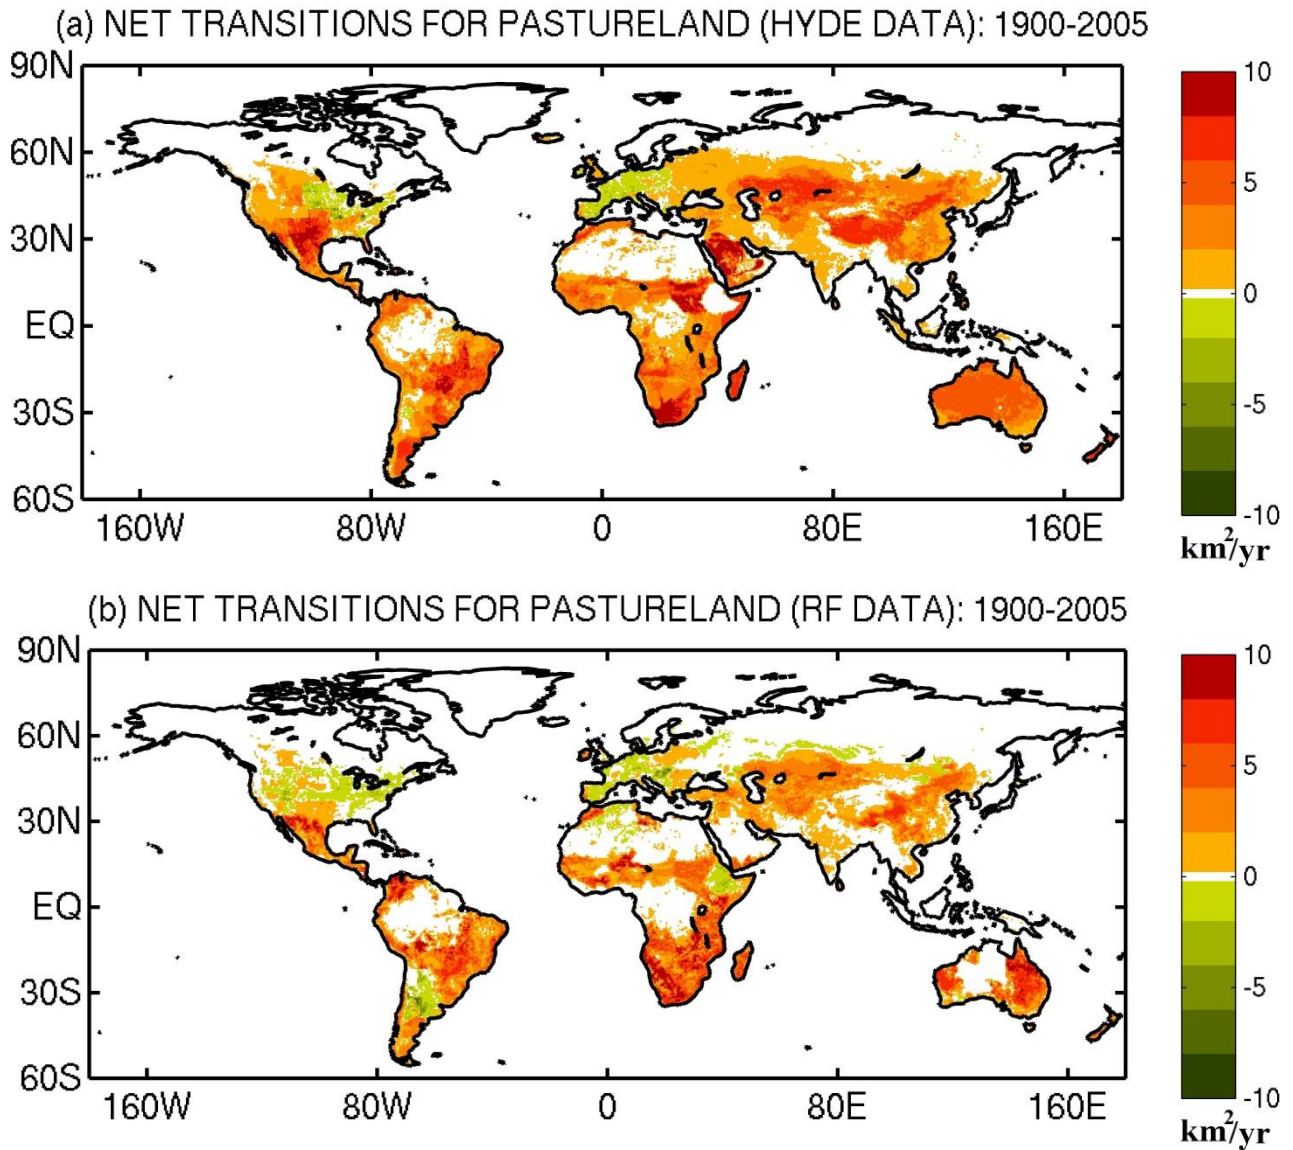 (a) NET TRANSITIONS FOR PASTURELAND (HYDE DATA): 1900-2005
90N
60N
30N
EQ
30S
60S
160W 80W 0 80E 160E
10
5
0
-5
-10
km²/yr
(b) NET TRANSITIONS FOR PASTURELAND (RF DATA): 1900-2005
90N
60N
30N
EQ
30S
60S
160W 80W 0 80E 160E
10
5
0
-5
-10
km²/yr